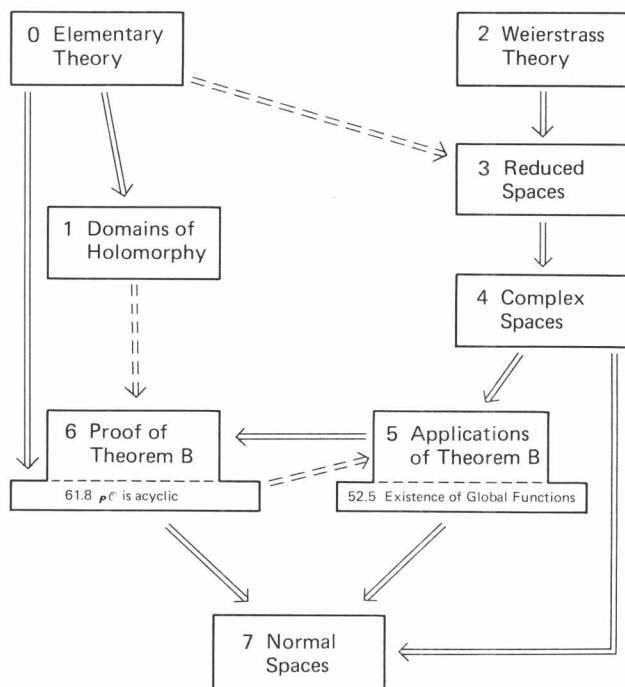 0 Elementary
Theory
2 Weierstrass
Theory
3 Reduced
Spaces
1 Domains of
Holomorphy
4 Complex
Spaces
6 Proof of
Theorem B
5 Applications
of Theorem B
61.8 P𝒪 is acyclic
52.5 Existence of Global Functions
7 Normal
Spaces